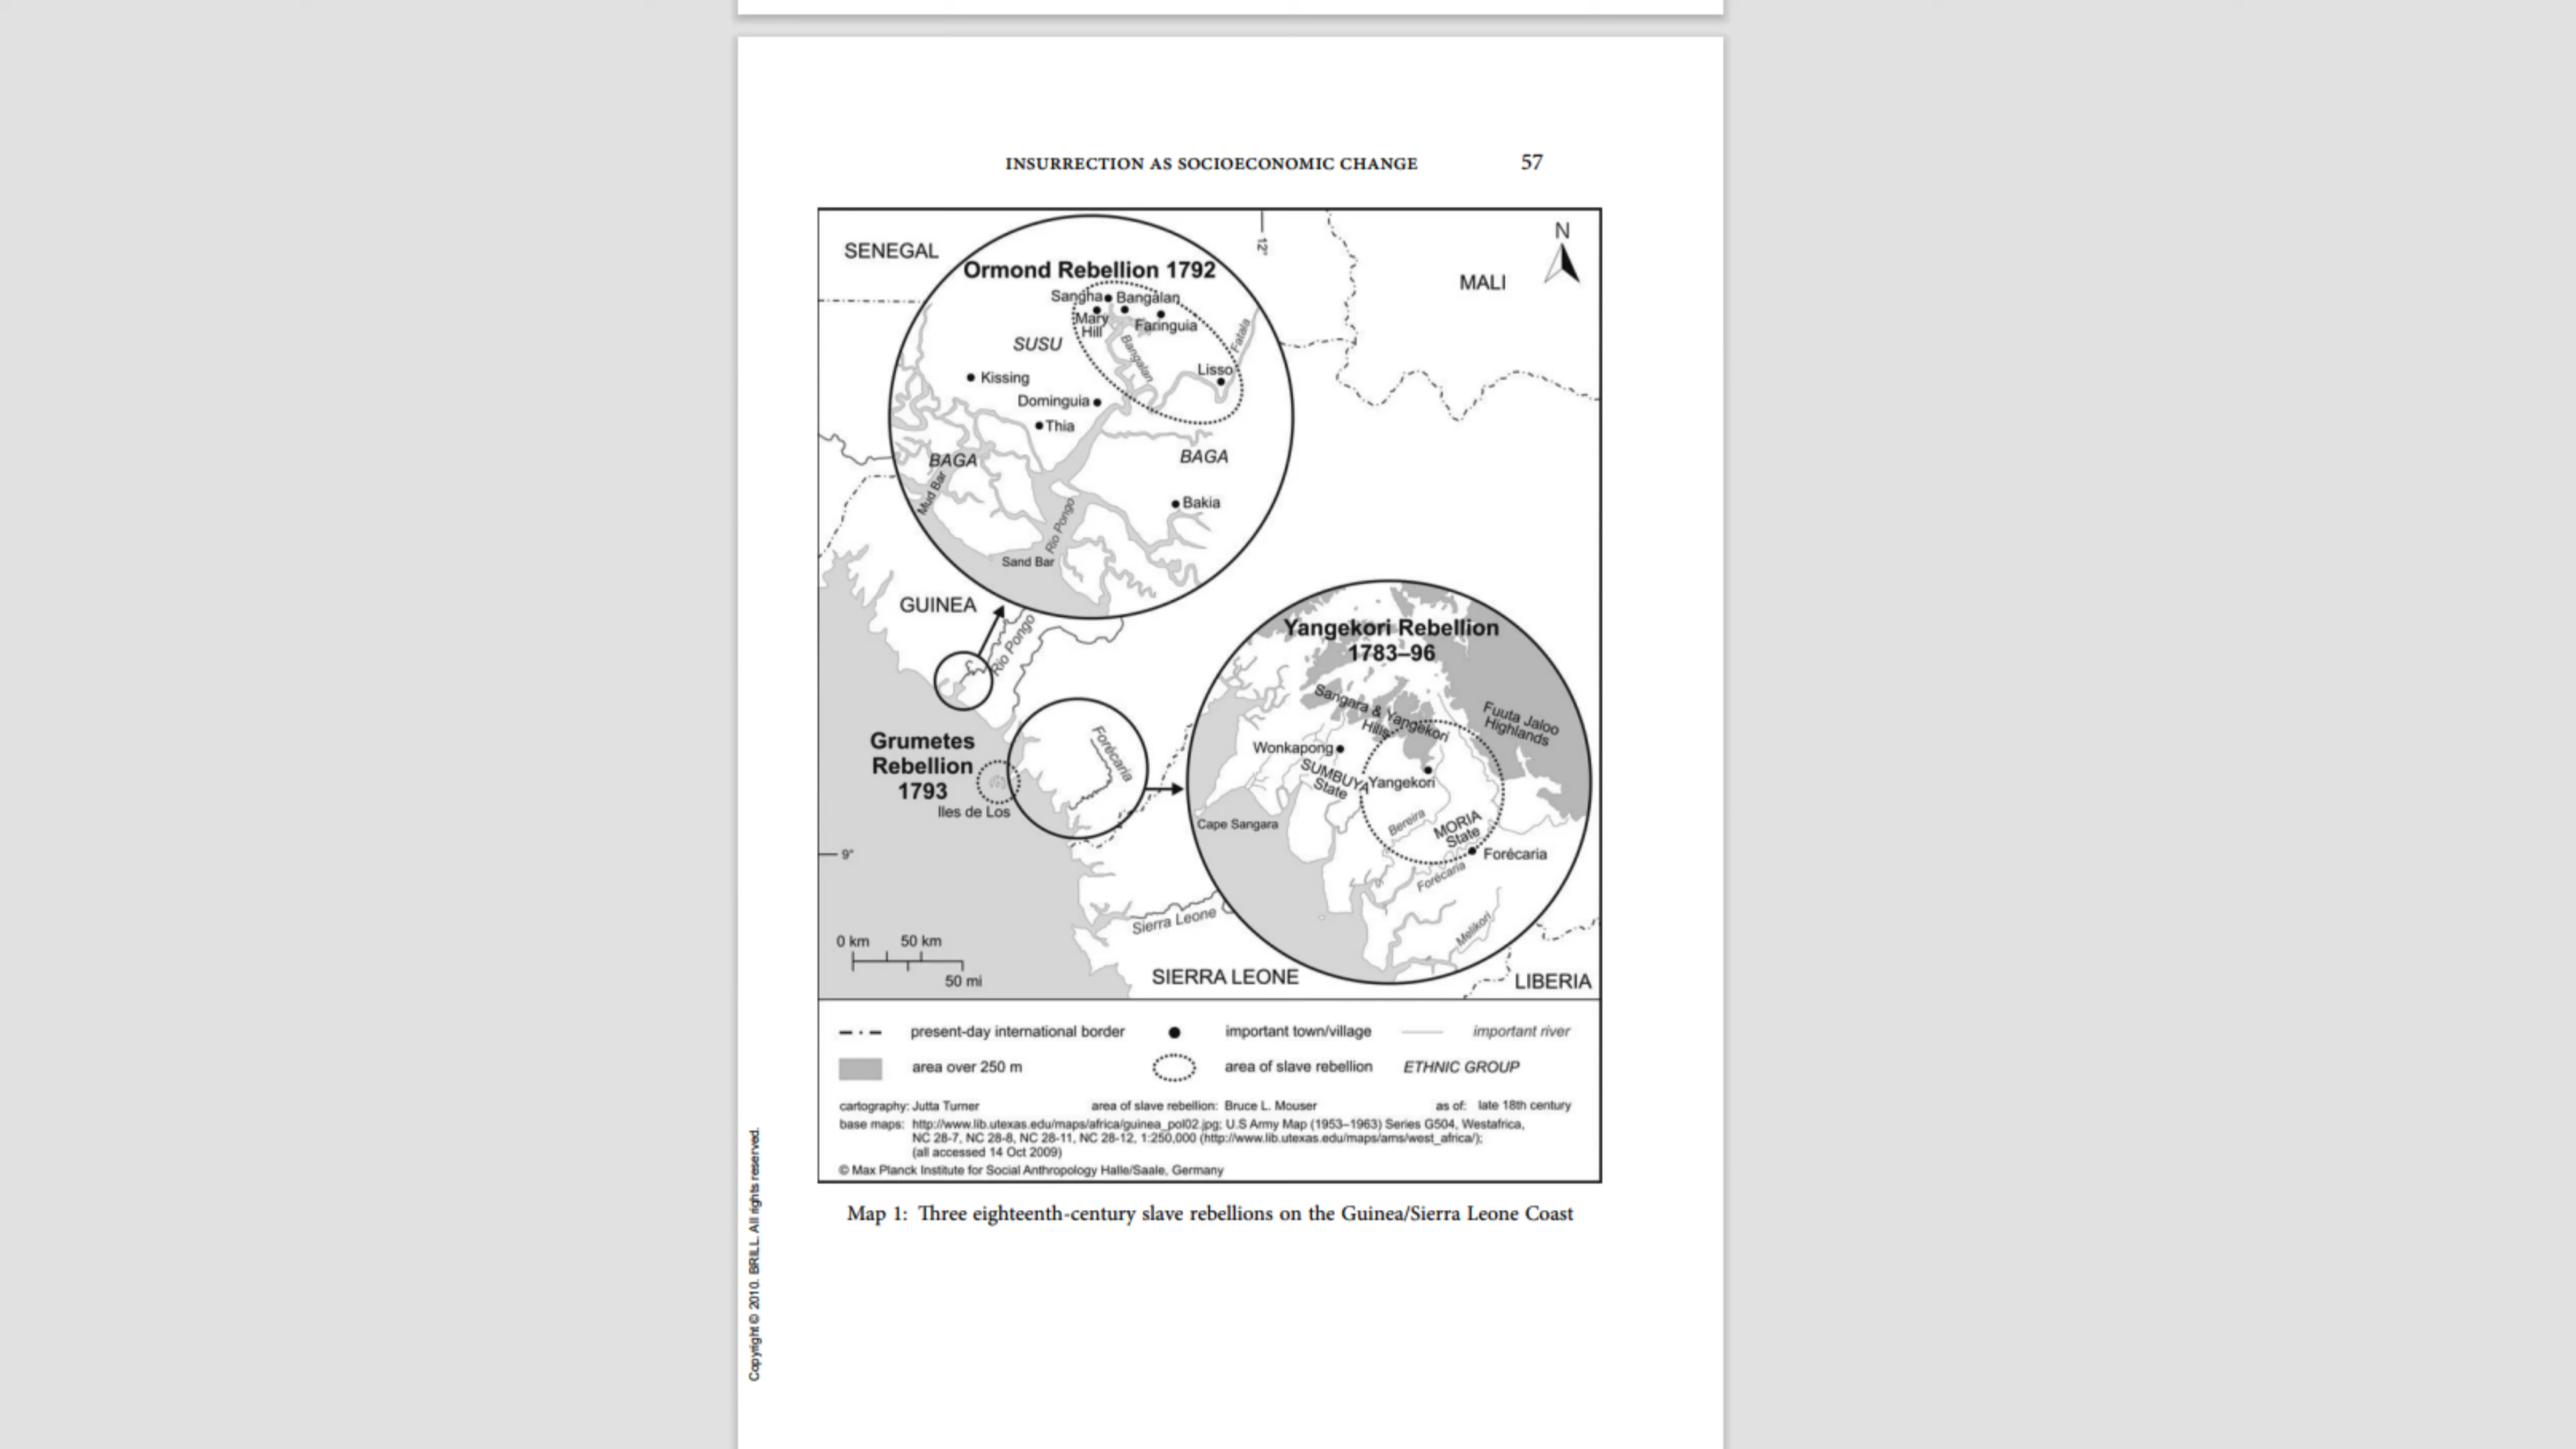 INSURRECTION AS SOCIOECONOMIC CHANGE 57
SENEGAL
12°
N
MALI
Ormond Rebellion 1792
Sangha
Bangalan
Mary
Hill
Faringuia
SUSU
Bangalan
Fatala
Lisso
Kissing
Dominguia
Thia
BAGA
BAGA
Mud Bar
Bakia
Rio Pongo
Sand Bar
GUINEA
Rio Pongo
Yangekori Rebellion
1783–96
Sangara & Yangekori
Hills
Fuuta Jaloo
Highlands
Wonkapong
SUMBUYA
State
Yangekori
Bereira
MORIA
State
Cape Sangara
Forécaria
Forécaria
Melikori
Grumetes
Rebellion
1793
Iles de Los
Forécaria
9°
Sierra Leone
0 km 50 km
50 mi
SIERRA LEONE
LIBERIA
present-day international border
important town/village
important river
area over 250 m
area of slave rebellion
ETHNIC GROUP
cartography: Jutta Turner area of slave rebellion: Bruce L. Mouser as of: late 18th century
base maps: http://www.lib.utexas.edu/maps/africa/guinea_pol02.jpg; U.S Army Map (1953–1963) Series G504, Westafrica,
NC 28-7, NC 28-8, NC 28-11, NC 28-12, 1:250,000 (http://www.lib.utexas.edu/maps/ams/west_africa/);
(all accessed 14 Oct 2009)
© Max Planck Institute for Social Anthropology Halle/Saale, Germany
Map 1: Three eighteenth-century slave rebellions on the Guinea/Sierra Leone Coast
Copyright © 2010. BRILL. All rights reserved.